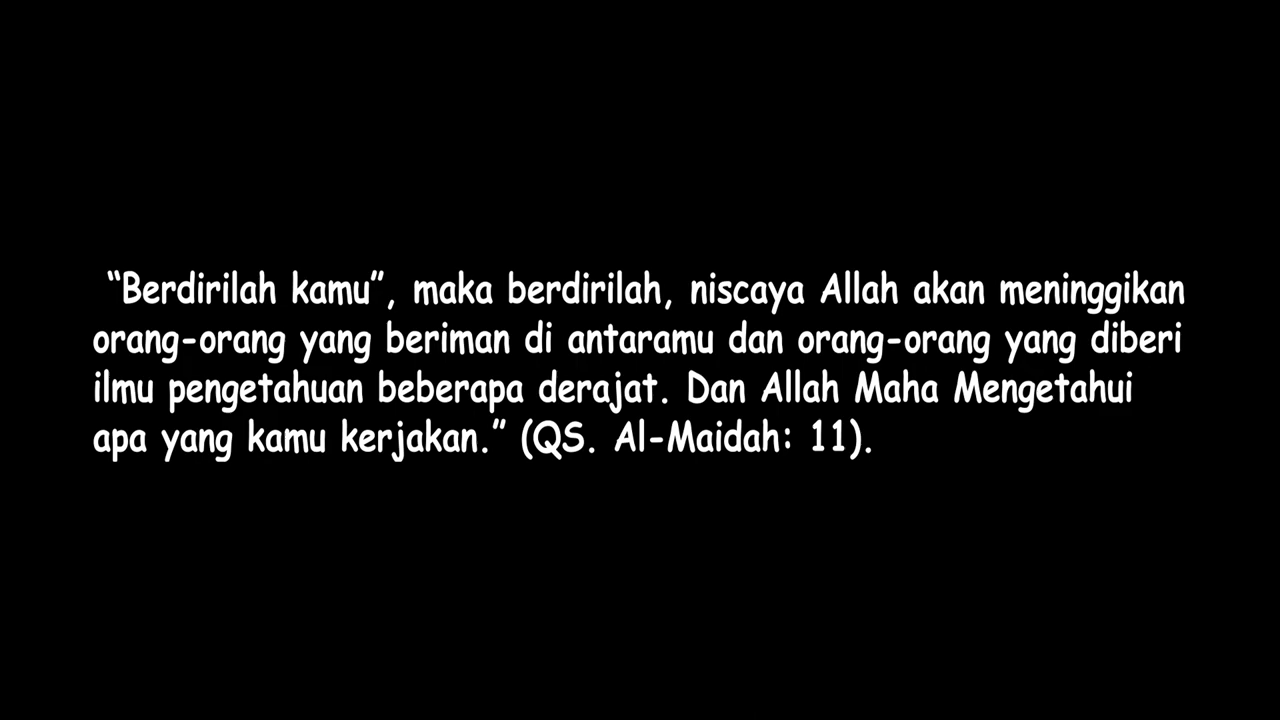 “Berdirilah kamu”, maka berdirilah, niscaya Allah akan meninggikan
orang-orang yang beriman di antaramu dan orang-orang yang diberi
ilmu pengetahuan beberapa derajat. Dan Allah Maha Mengetahui
apa yang kamu kerjakan.” (QS. Al-Maidah: 11).